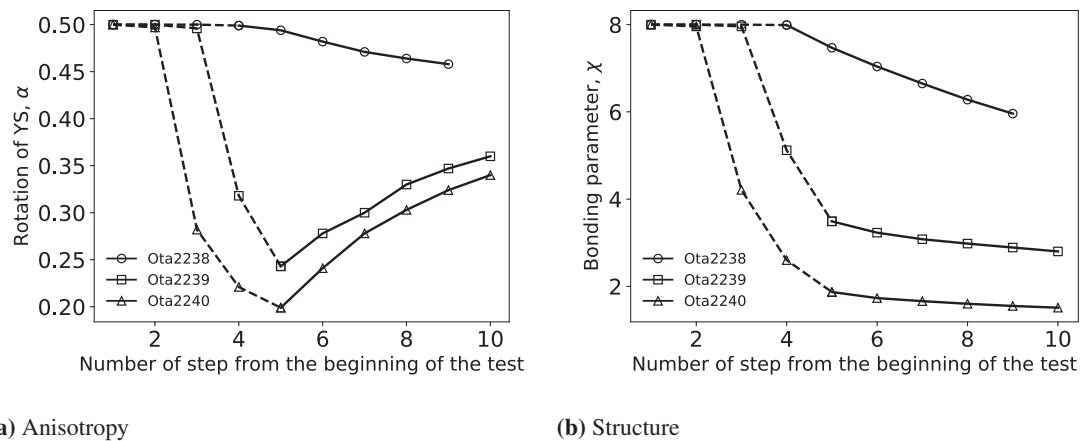 0.50
0.45
0.40
0.35
0.30
0.25
0.20
Rotation of YS, α
Ota2238
Ota2239
Ota2240
2 4 6 8 10
Number of step from the beginning of the test
8
6
4
2
Bonding parameter, χ
Ota2238
Ota2239
Ota2240
2 4 6 8 10
Number of step from the beginning of the test
a) Anisotropy
(b) Structure